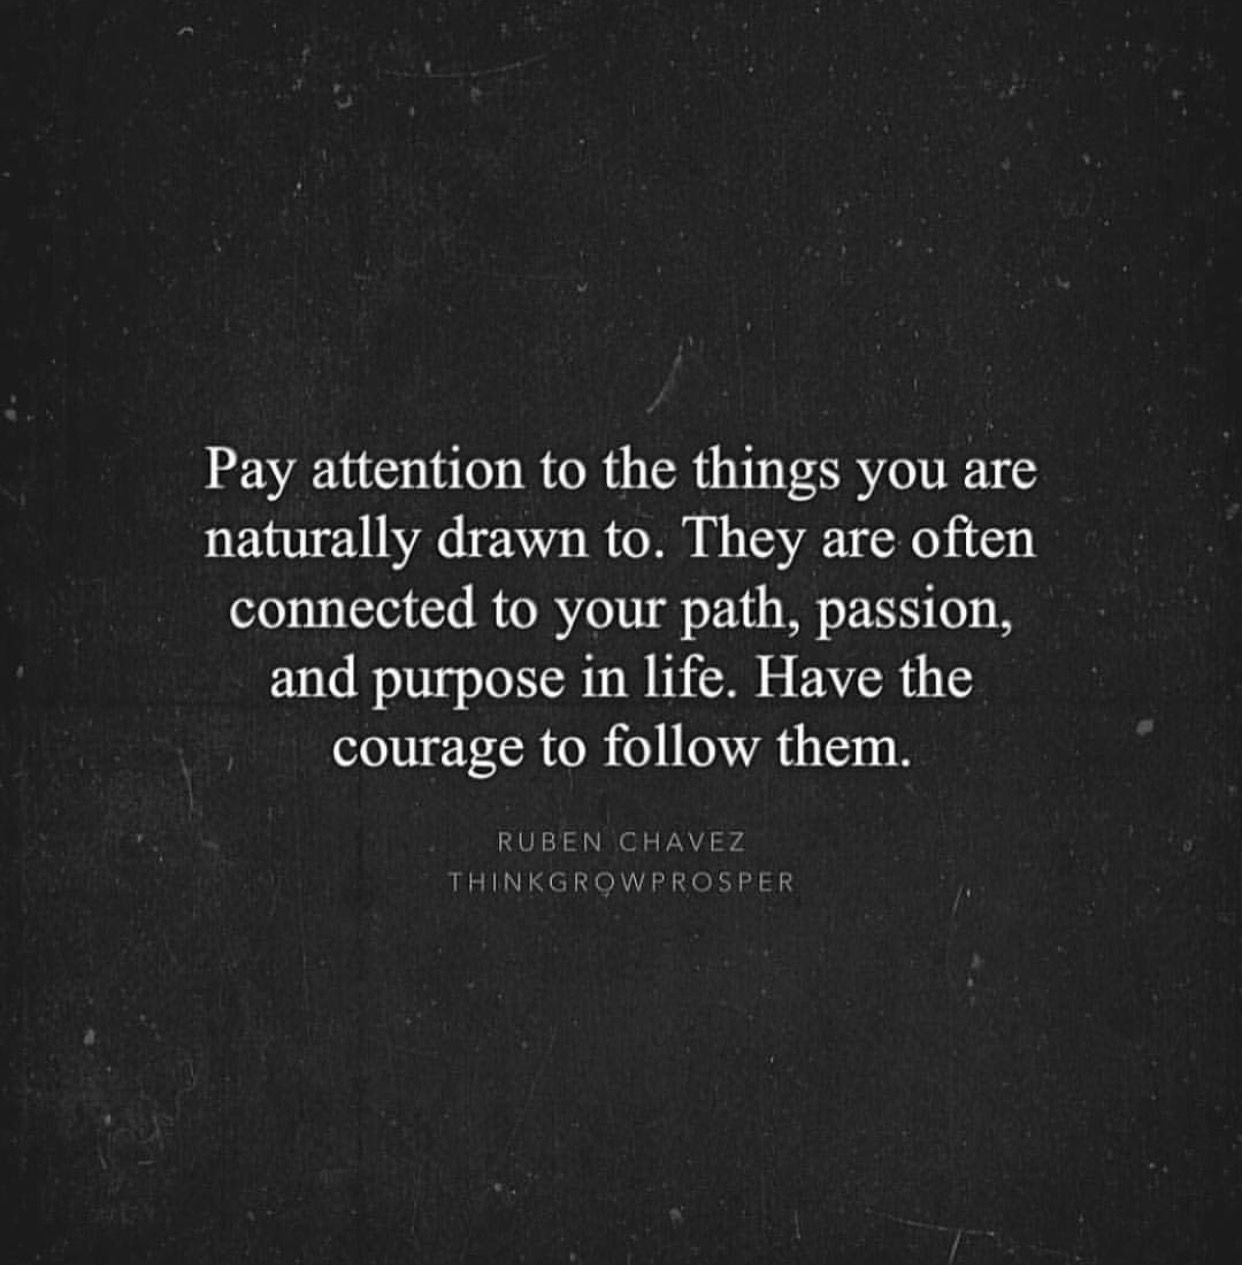 Pay attention to the things you are
naturally drawn to. They are often
connected to your path, passion,
and purpose in life. Have the
courage to follow them.
RUBEN CHAVEZ
THINKGROWPROSPER